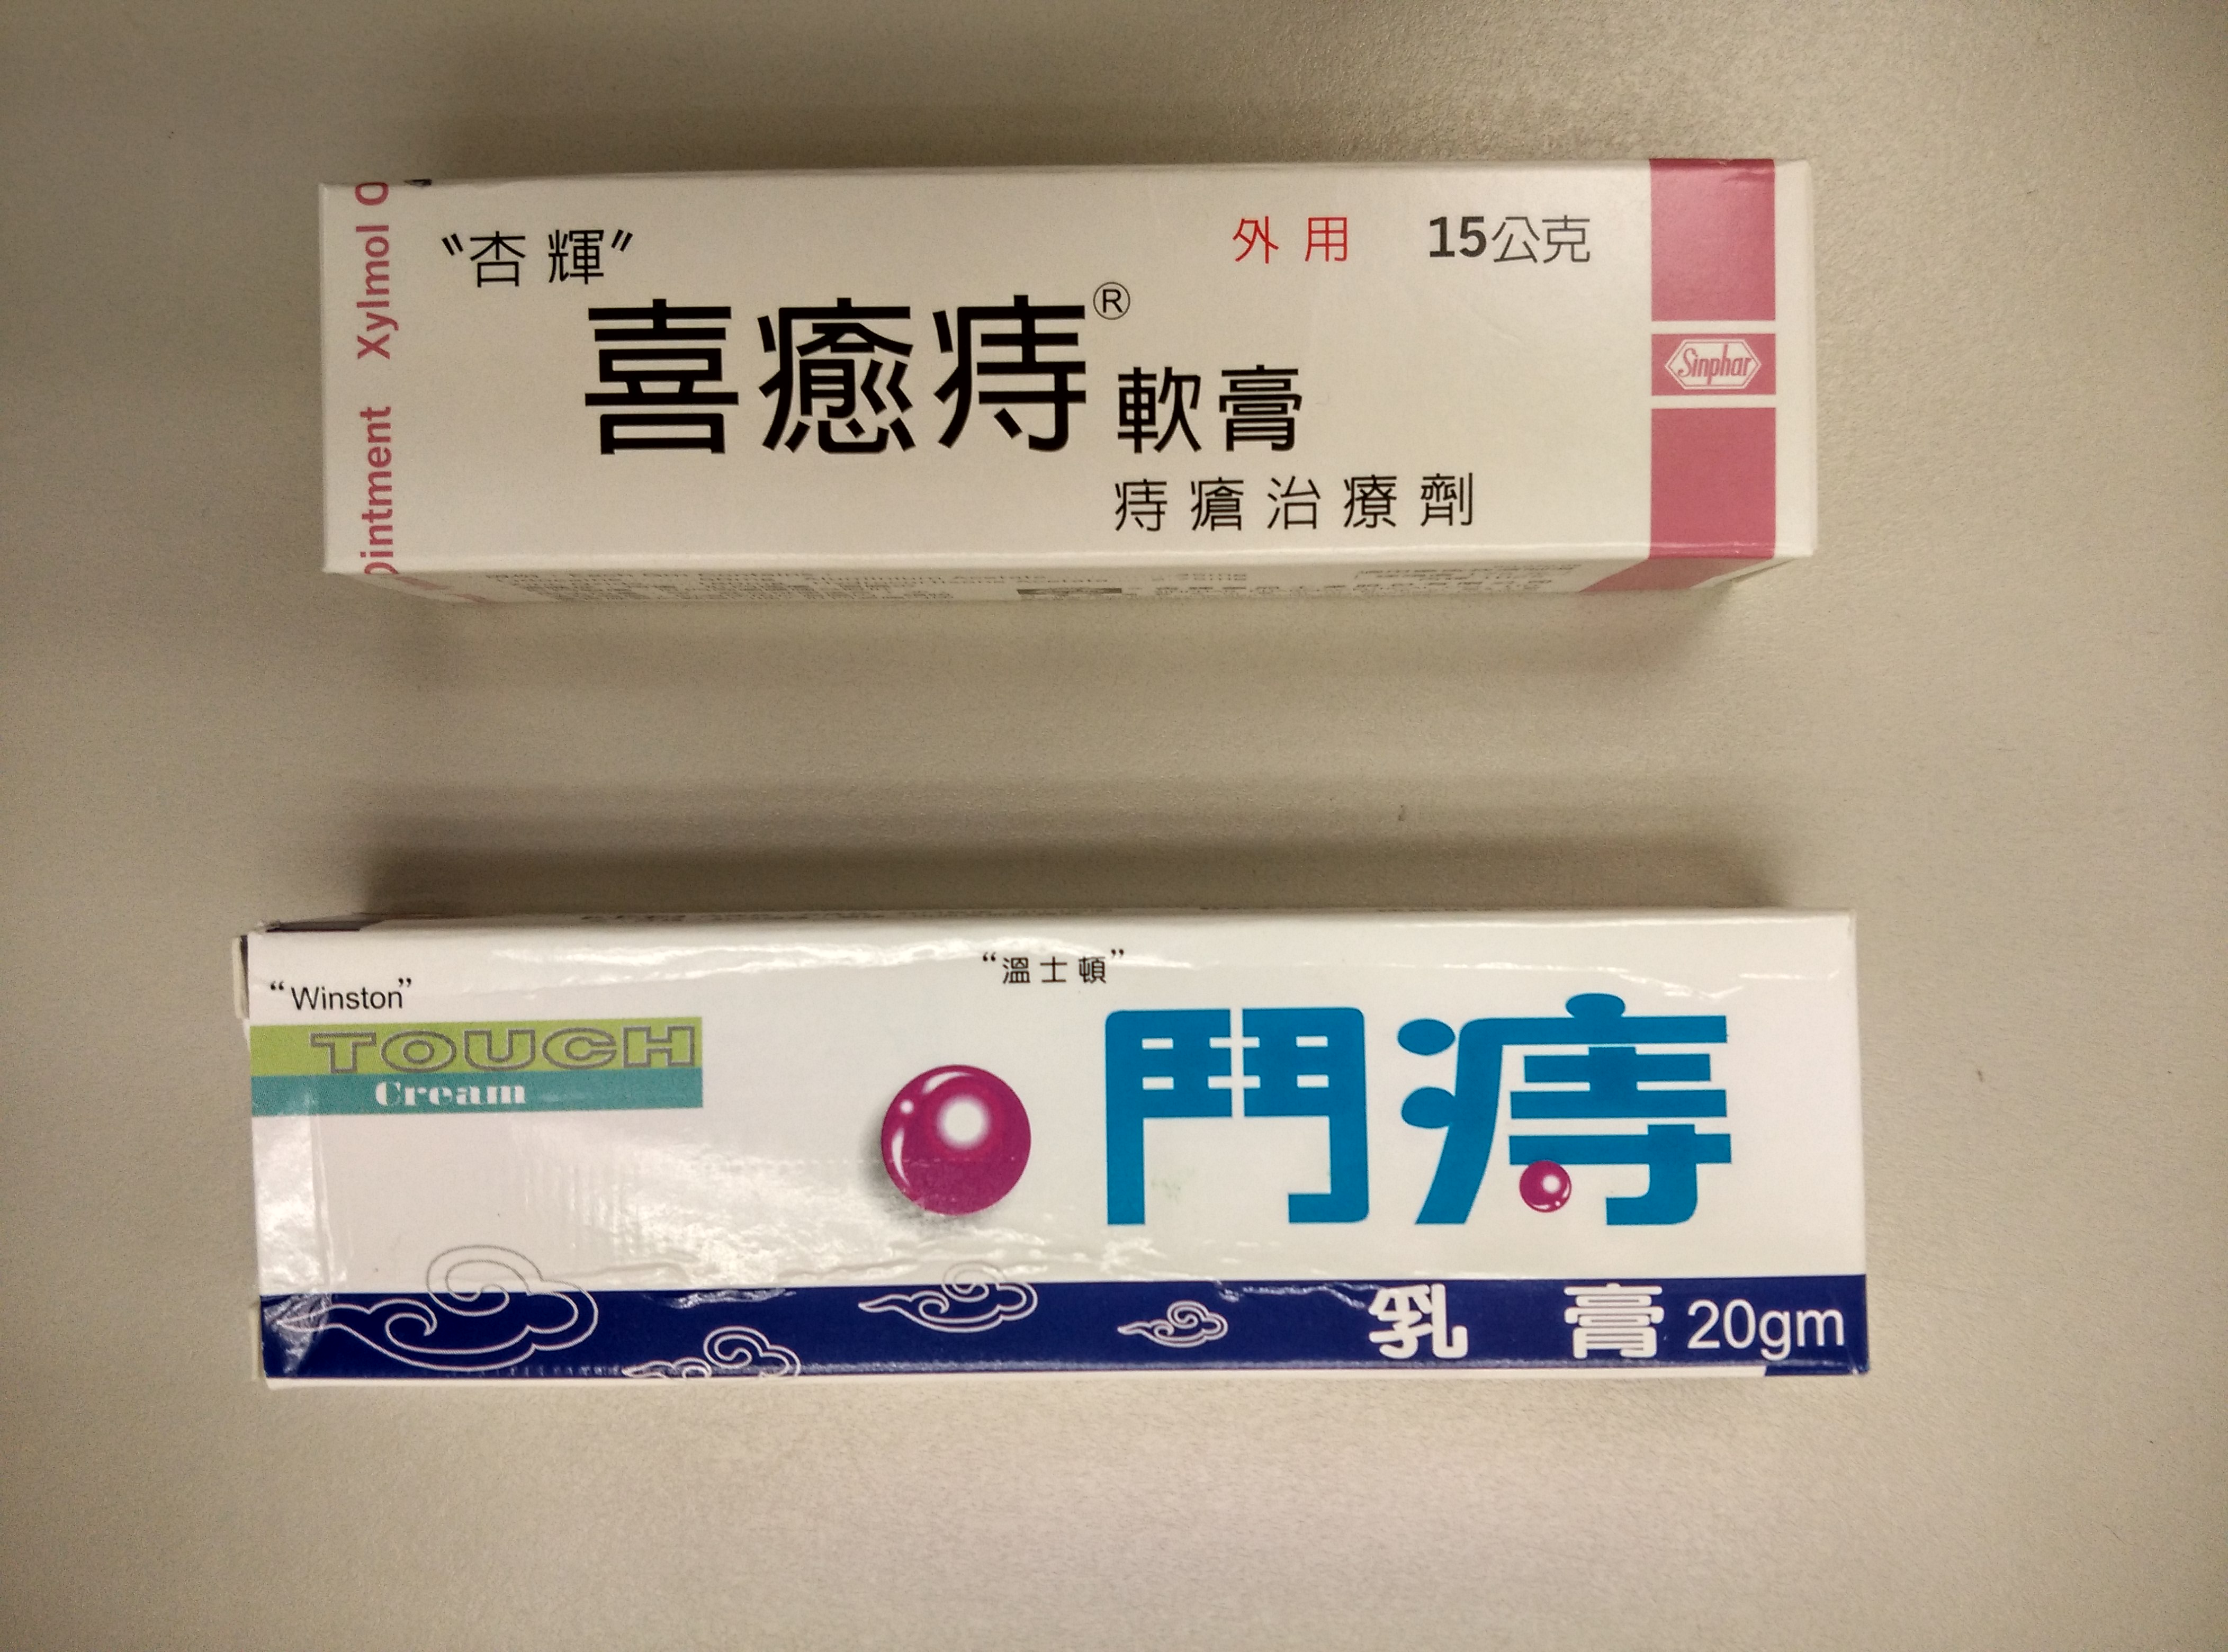 Xylmol O
ointment
“杏輝”
外用 15公克
喜癒痔® 軟膏
痔瘡治療劑
Sinphar
“Winston”
TOUCH
Cream
“溫士頓”
鬥痔
乳膏 20gm